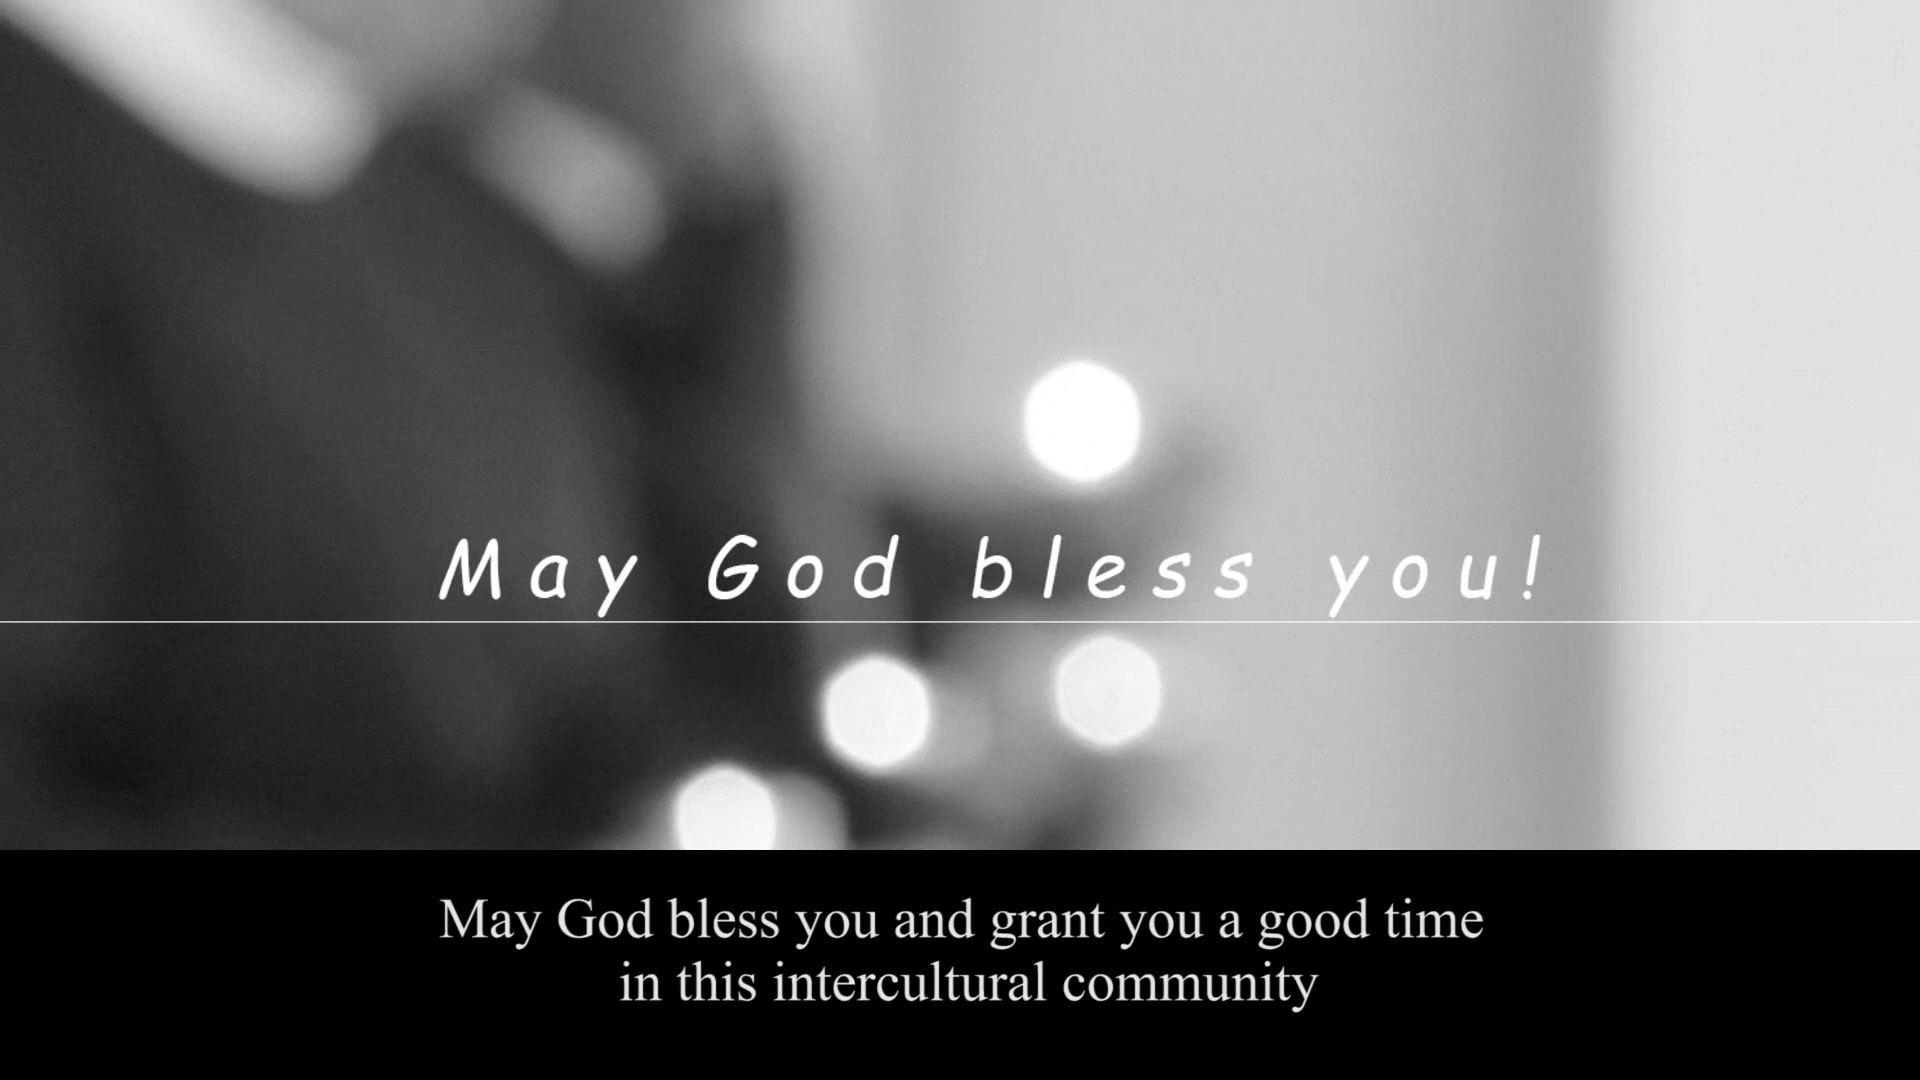 May God bless you!
May God bless you and grant you a good time
in this intercultural community